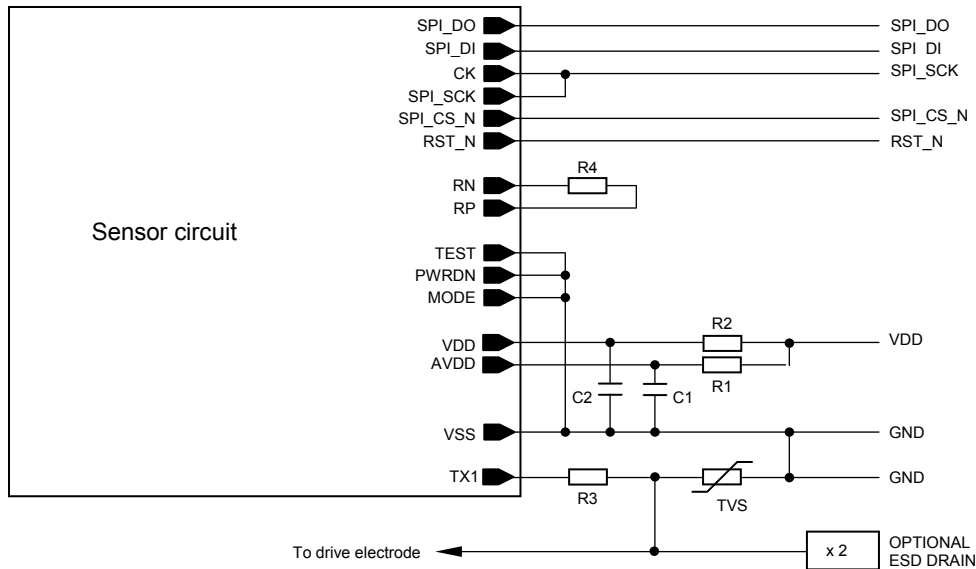 SPI_DO SPI_DO
SPI_DI SPI DI
CK SPI_SCK
SPI_SCK
SPI_CS_N SPI_CS_N
RST_N RST_N
R4
RN
RP
Sensor circuit
TEST
PWRDN
MODE
R2
VDD VDD
AVDD
R1
C2 C1
VSS GND
TX1 GND
R3 TVS
To drive electrode x 2 OPTIONAL
ESD DRAIN